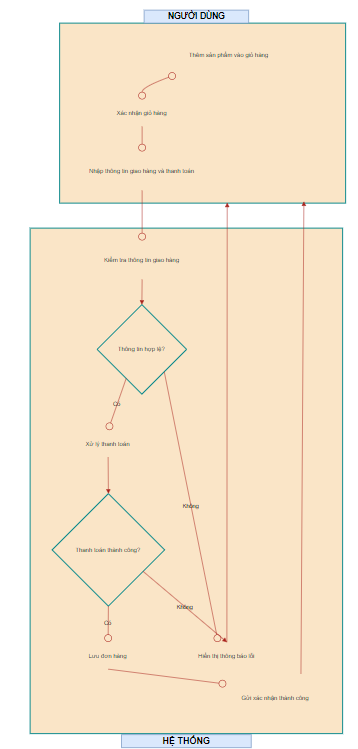 NGƯỜI DÙNG
Thêm sản phẩm vào giỏ hàng
Xác nhận giỏ hàng
Nhập thông tin giao hàng và thanh toán
Kiểm tra thông tin giao hàng
Thông tin hợp lệ?
Có
Xử lý thanh toán
Không
Thanh toán thành công?
Không
Có
Lưu đơn hàng
Hiển thị thông báo lỗi
Gửi xác nhận thành công
HỆ THỐNG